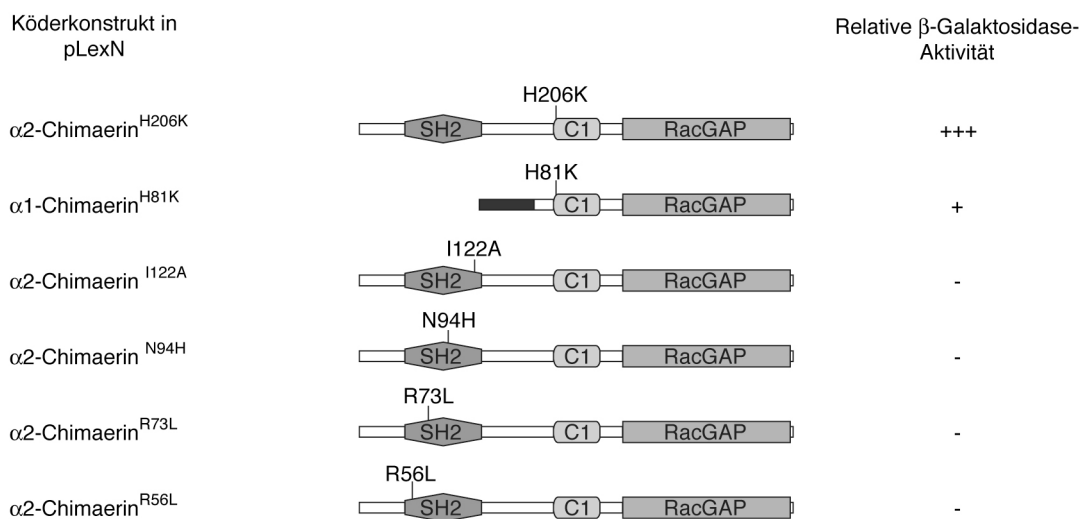 Köderkonstrukt in
pLexN
Relative β-Galaktosidase-
Aktivität
α2-Chimaerin^H206K
H206K
SH2
C1
RacGAP
+++
α1-Chimaerin^H81K
H81K
C1
RacGAP
+
α2-Chimaerin ^I122A
I122A
SH2
C1
RacGAP
-
α2-Chimaerin ^N94H
N94H
SH2
C1
RacGAP
-
α2-Chimaerin^R73L
R73L
SH2
C1
RacGAP
-
α2-Chimaerin^R56L
R56L
SH2
C1
RacGAP
-